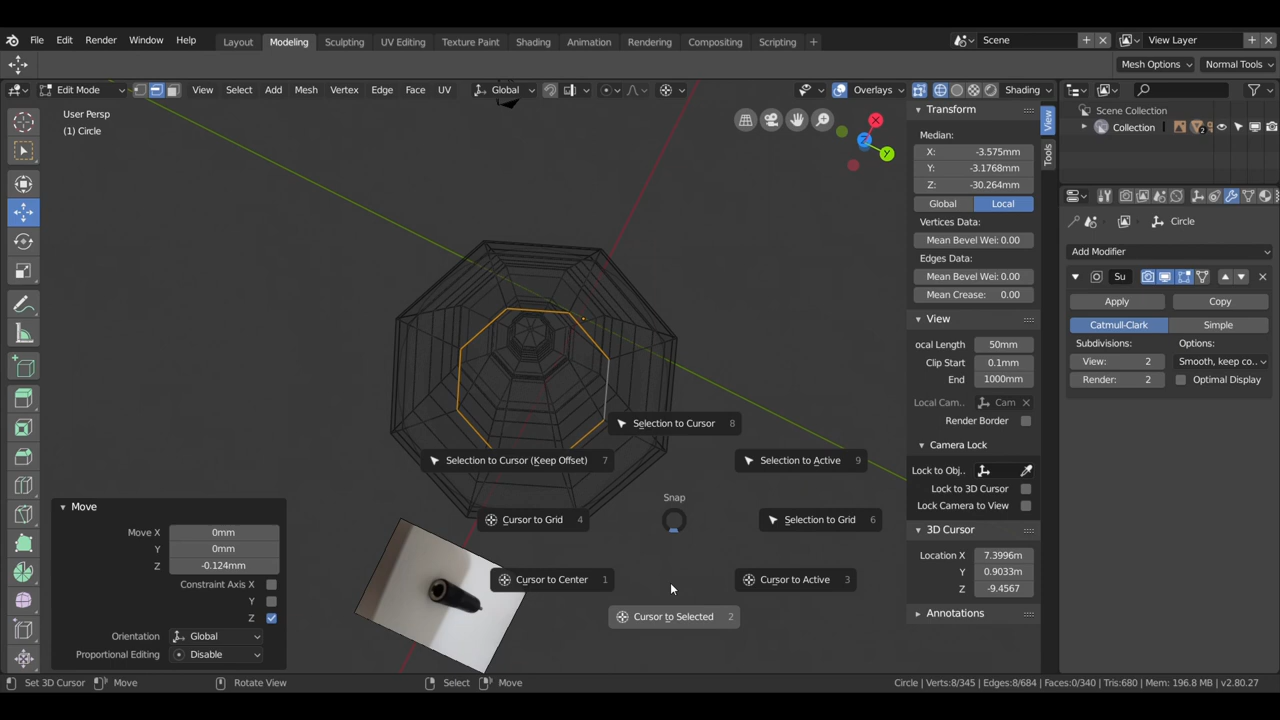 File Edit Render Window Help Layout Modeling Sculpting UV Editing Texture Paint Shading Animation Rendering Compositing Scripting + Scene View Layer
Mesh Options Normal Tools
Edit Mode View Select Add Mesh Vertex Edge Face UV Global Overlays Shading
User Persp
(1) Circle
X
Y
Z
View
Tools
Transform
Median:
X: -3.575mm
Y: -3.1768mm
Z: -30.264mm
Global Local
Vertices Data:
Mean Bevel Wei: 0.00
Edges Data:
Mean Bevel Wei: 0.00
Mean Crease: 0.00
View
ocal Length 50mm
Clip Start 0.1mm
End 1000mm
Local Cam.. Cam
Render Border
Camera Lock
Lock to Obj..
Lock to 3D Cursor
Lock Camera to View
3D Cursor
Location X 7.3996m
Y 0.9033m
Z -9.4567
Annotations
Scene Collection
Collection 2
Circle
Add Modifier
Su
Apply Copy
Catmull-Clark Simple
Subdivisions: Options:
View: 2 Smooth, keep co...
Render: 2 Optimal Display
Selection to Cursor 8
Selection to Cursor (Keep Offset) 7
Selection to Active 9
Snap
Cursor to Grid 4
Selection to Grid 6
Cursor to Center 1
Cursor to Active 3
Cursor to Selected 2
Move
Move X 0mm
Y 0mm
Z -0.124mm
Constraint Axis X
Y
Z
Orientation Global
Proportional Editing Disable
Set 3D Cursor Move Rotate View Select Move Circle | Verts:8/345 | Edges:8/684 | Faces:0/340 | Tris:680 | Mem: 196.8 MB | v2.80.27